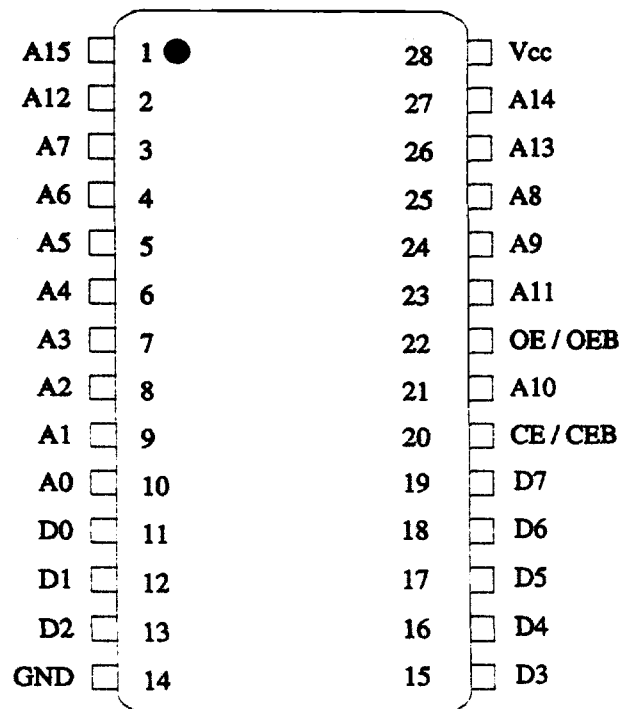 A15 1 28 Vcc
A12 2 27 A14
A7 3 26 A13
A6 4 25 A8
A5 5 24 A9
A4 6 23 A11
A3 7 22 OE / OEB
A2 8 21 A10
A1 9 20 CE / CEB
A0 10 19 D7
D0 11 18 D6
D1 12 17 D5
D2 13 16 D4
GND 14 15 D3